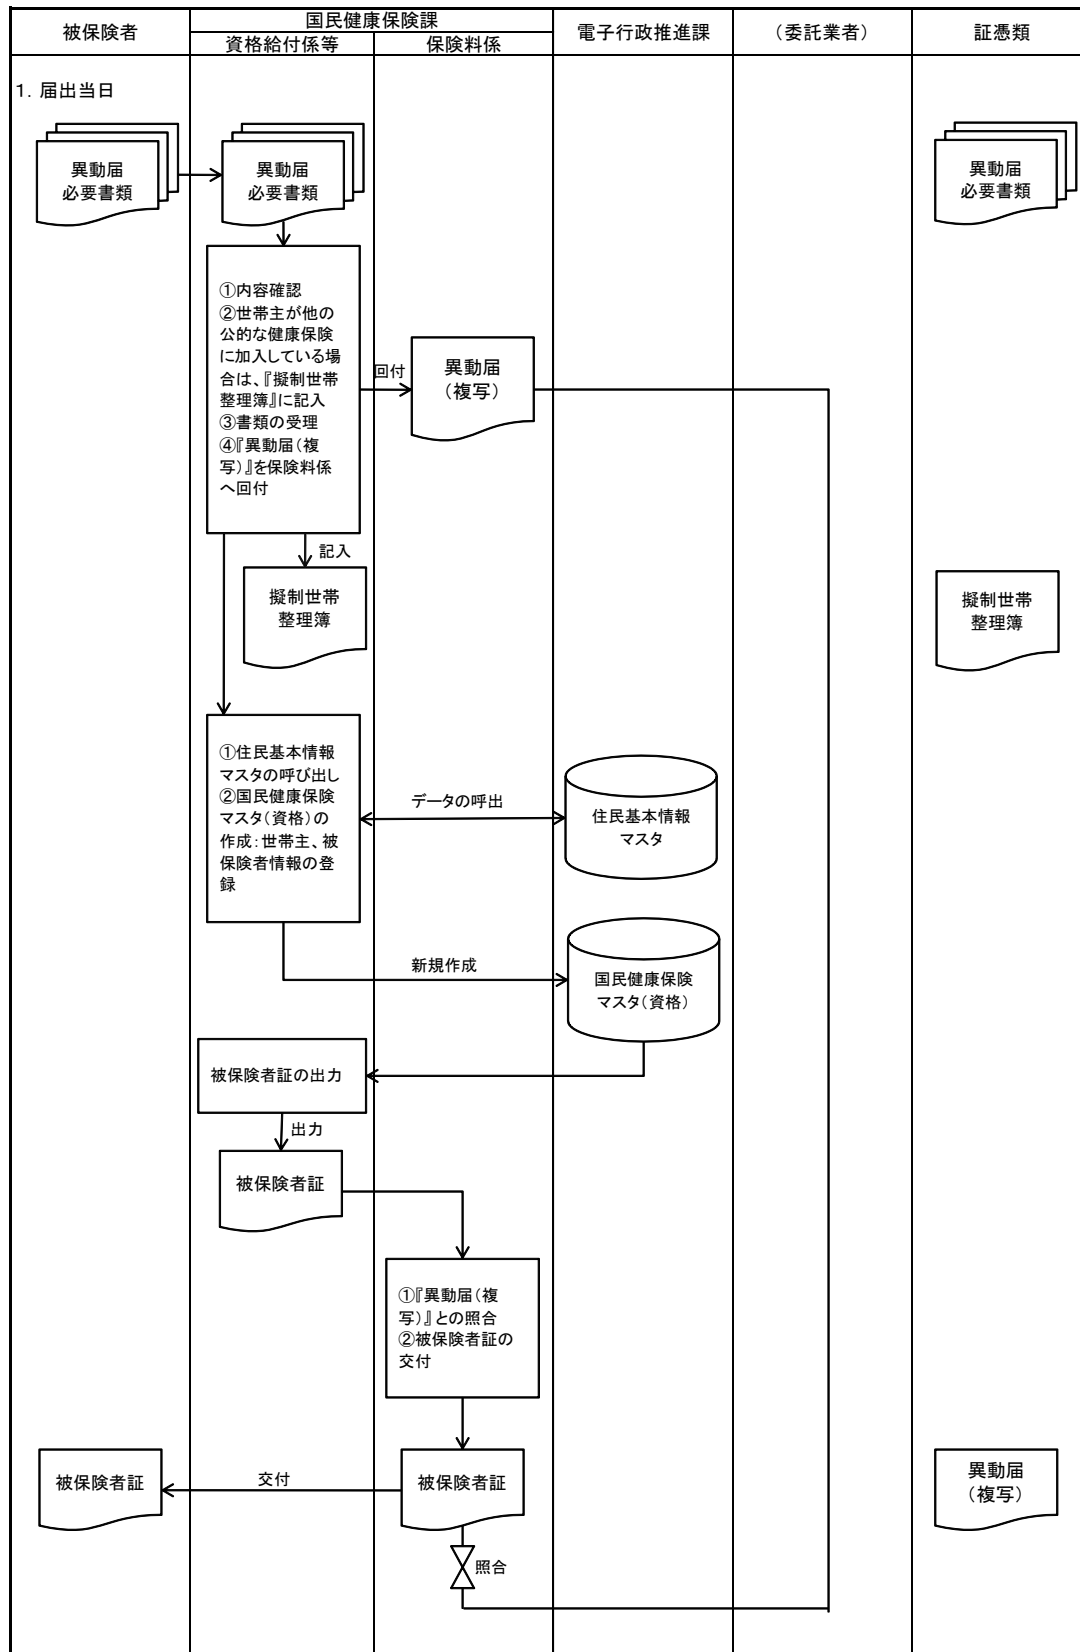 被保険者
国民健康保険課
資格給付係等
保険料係
電子行政推進課
（委託業者）
証憑類
1．届出当日
異動届
必要書類
異動届
必要書類
異動届
必要書類
①内容確認
②世帯主が他の
公的な健康保険
に加入している場
合は、『擬制世帯
整理簿』に記入
③書類の受理
④『異動届（複
写）』を保険料係
へ回付
回付
異動届
（複写）
記入
擬制世帯
整理簿
擬制世帯
整理簿
①住民基本情報
マスタの呼び出し
②国民健康保険
マスタ（資格）の
作成：世帯主、被
保険者情報の登
録
データの呼出
住民基本情報
マスタ
新規作成
国民健康保険
マスタ（資格）
被保険者証の出力
出力
被保険者証
①『異動届（複
写）』との照合
②被保険者証の
交付
被保険者証
交付
被保険者証
異動届
（複写）
照合